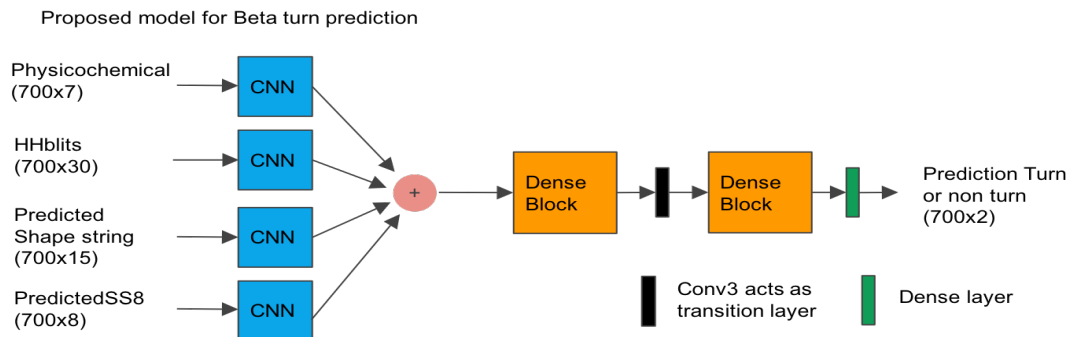 Proposed model for Beta turn prediction
Physicochemical
(700x7)
CNN
HHblits
(700x30)
CNN
Predicted
Shape string
(700x15)
CNN
PredictedSS8
(700x8)
CNN
+
Dense
Block
Dense
Block
Prediction Turn
or non turn
(700x2)
Conv3 acts as
transition layer
Dense layer